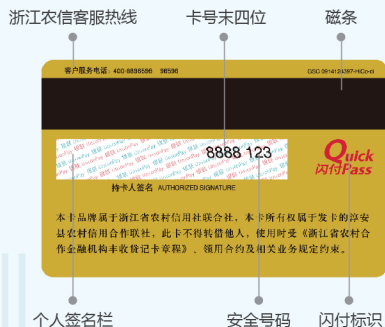 浙江农信客服热线 卡号末四位 磁条
客户服务电话：400-8896596 96596
8888 123
Quick
闪付Pass
持卡人签名 AUTHORIZED SIGNATURE
本卡品牌属于浙江省农村信用社联合社，本卡所有权属于发卡的淳安
县农村信用合作联社，此卡不得转借他人，使用时受《浙江省农村合
作金融机构丰收贷记卡章程》、领用合约及相关业务规定约束。
个人签名栏 安全号码 闪付标识